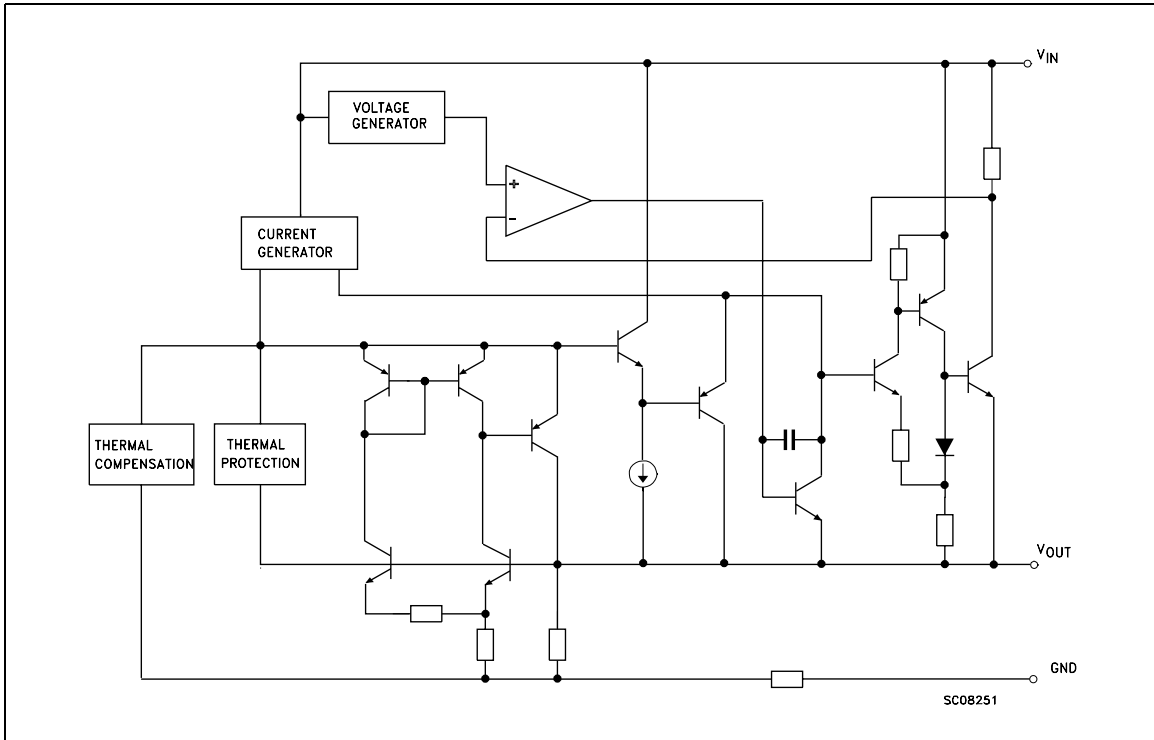 VIN
VOLTAGE
GENERATOR
+
-
CURRENT
GENERATOR
THERMAL
COMPENSATION
THERMAL
PROTECTION
VOUT
GND
SC08251